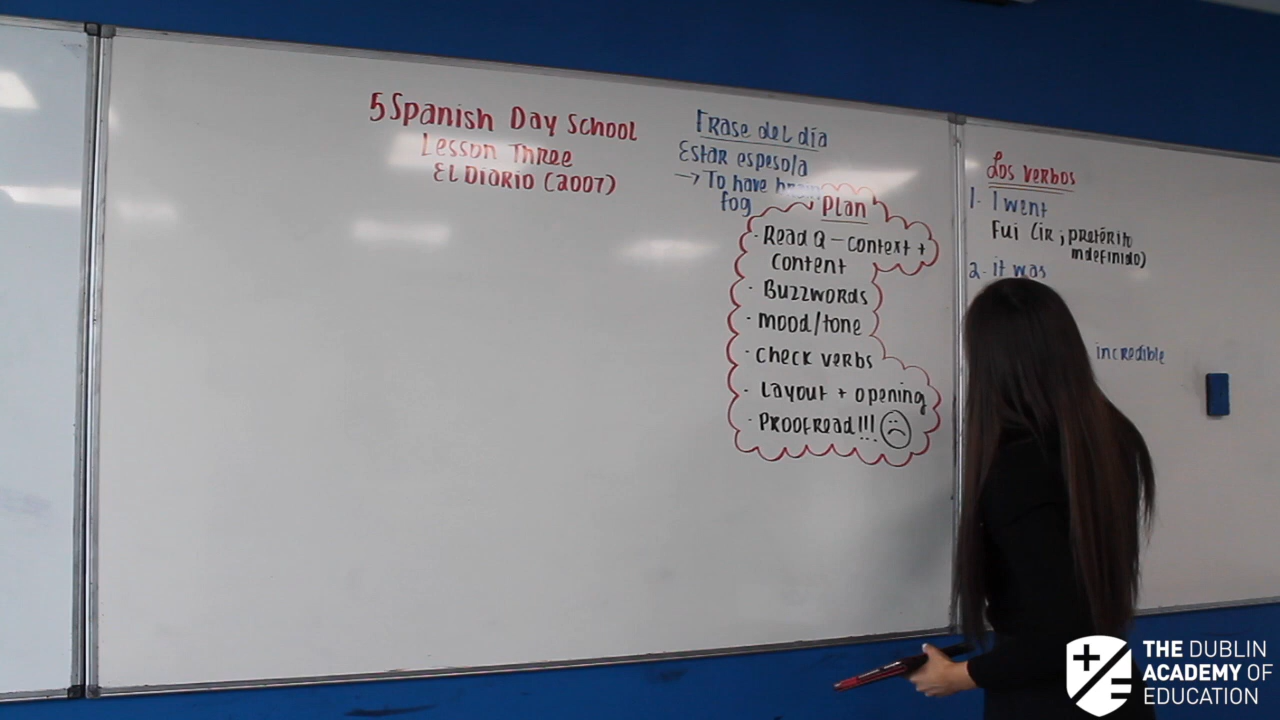 5 Spanish Day School
Lesson Three
El Diario (2007)
Frase del día
Estar espeso/a
→ To have brain
fog
Plan
· Read Q - context +
content
· Buzzwords
· Mood/tone
· Check verbs
· Layout + opening
· Proofread!!!
Los verbos
1. I went
Fui (ir; pretérito
indefinido)
2. it was
incredible
THE DUBLIN
ACADEMY OF
EDUCATION